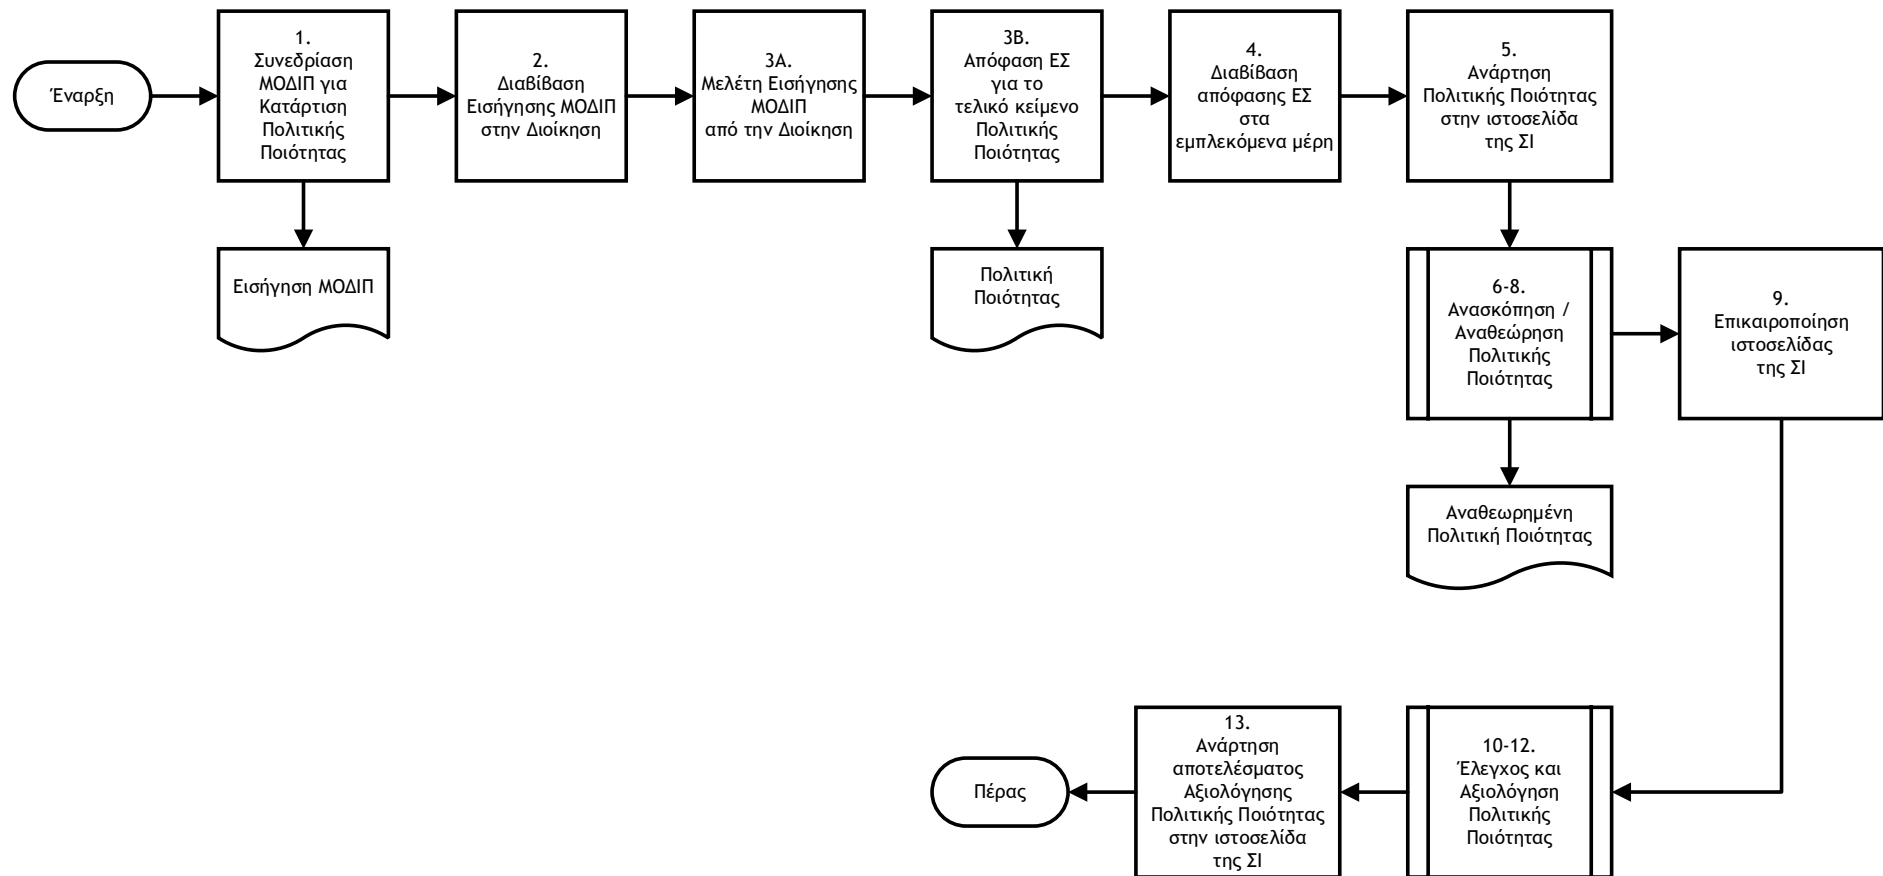 Έναρξη
1.
Συνεδρίαση
ΜΟΔΙΠ για
Κατάρτιση
Πολιτικής
Ποιότητας
2.
Διαβίβαση
Εισήγησης ΜΟΔΙΠ
στην Διοίκηση
3Α.
Μελέτη Εισήγησης
ΜΟΔΙΠ
από την Διοίκηση
3Β.
Απόφαση ΕΣ
για το
τελικό κείμενο
Πολιτικής
Ποιότητας
4.
Διαβίβαση
απόφασης ΕΣ
στα
εμπλεκόμενα μέρη
5.
Ανάρτηση
Πολιτικής Ποιότητας
στην ιστοσελίδα
της ΣΙ
Εισήγηση ΜΟΔΙΠ
Πολιτική
Ποιότητας
6-8.
Ανασκόπηση /
Αναθεώρηση
Πολιτικής
Ποιότητας
9.
Επικαιροποίηση
ιστοσελίδας
της ΣΙ
Αναθεωρημένη
Πολιτική Ποιότητας
Πέρας
13.
Ανάρτηση
αποτελέσματος
Αξιολόγησης
Πολιτικής Ποιότητας
στην ιστοσελίδα
της ΣΙ
10-12.
Έλεγχος και
Αξιολόγηση
Πολιτικής
Ποιότητας